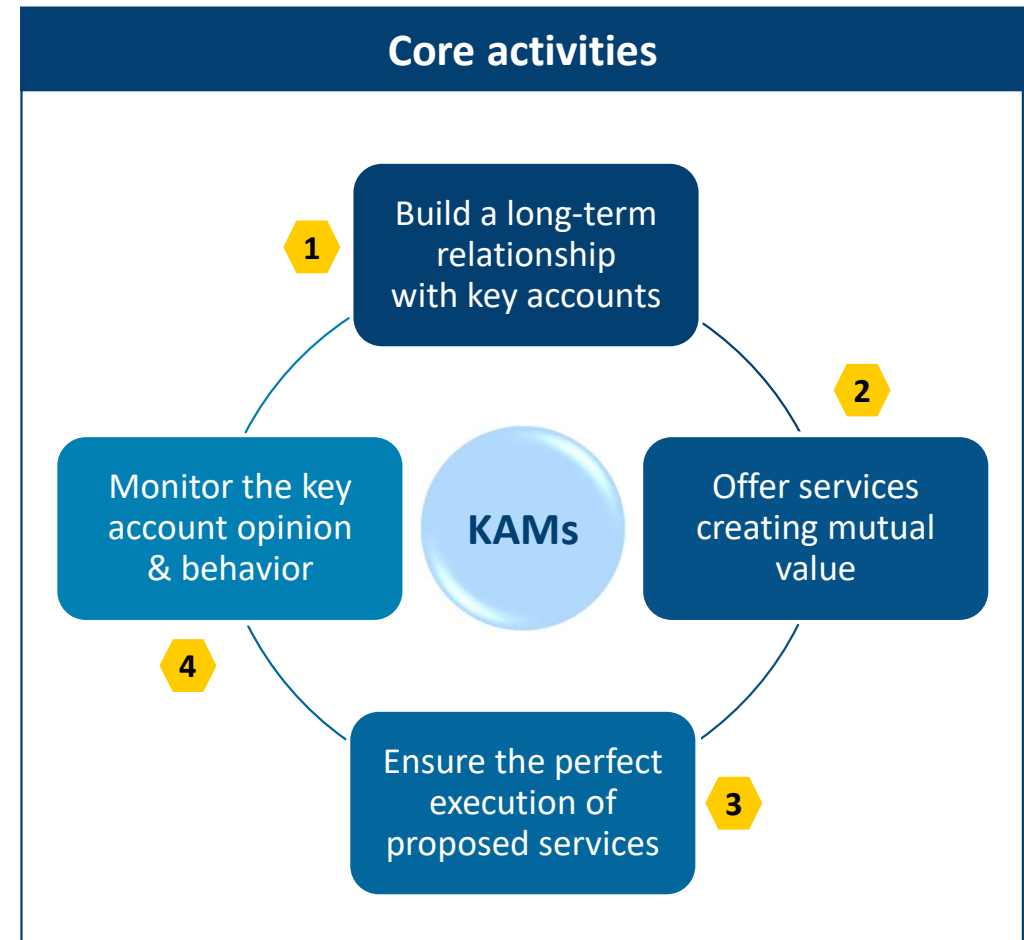 Core activities
1
Build a long-term
relationship
with key accounts
2
Offer services
creating mutual
value
3
Ensure the perfect
execution of
proposed services
4
Monitor the key
account opinion
& behavior
KAMs